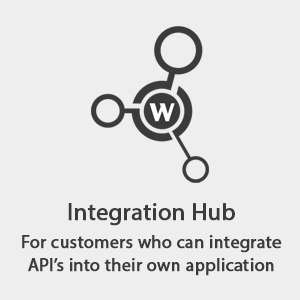 W
Integration Hub
For customers who can integrate
API's into their own application